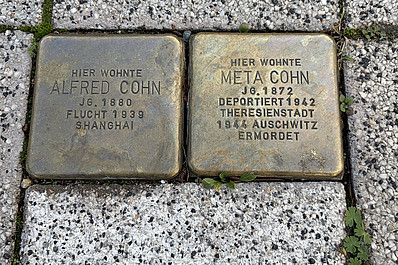 HIER WOHNTE
ALFRED COHN
JG. 1880
FLUCHT 1939
SHANGHAI
HIER WOHNTE
META COHN
JG. 1872
DEPORTIERT 1942
THERESIENSTADT
1944 AUSCHWITZ
ERMORDET